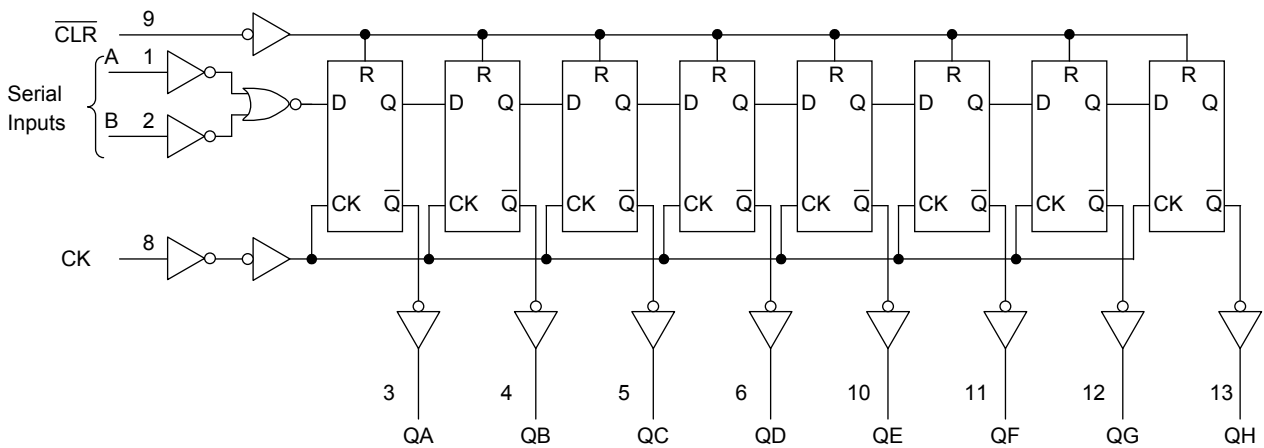 CLR 9
R R R R R R R R
A 1
D Q D Q D Q D Q D Q D Q D Q D Q
Serial
Inputs
B 2
CK Q CK Q CK Q CK Q CK Q CK Q CK Q CK Q
CK 8
3 4 5 6 10 11 12 13
QA QB QC QD QE QF QG QH